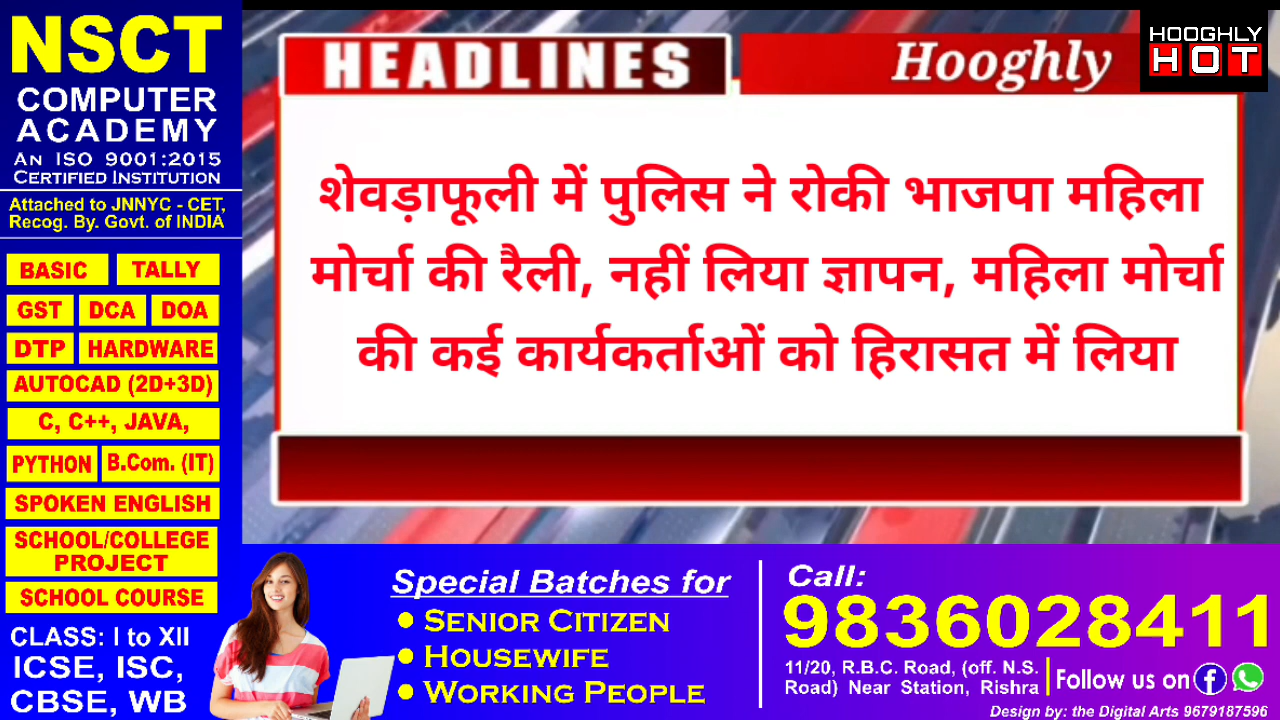 NSCT
COMPUTER
ACADEMY
AN ISO 9001:2015
CERTIFIED INSTITUTION
Attached to JNNYC - CET,
Recog. By. Govt. of INDIA
BASIC TALLY
GST DCA DOA
DTP HARDWARE
AUTOCAD (2D+3D)
C, C++, JAVA,
PYTHON B.Com. (IT)
SPOKEN ENGLISH
SCHOOL/COLLEGE
PROJECT
SCHOOL COURSE
CLASS: I to XII
ICSE, ISC,
CBSE, WB
HEADLINES
Hooghly
HOOGHLY
HOT
शेवड़ाफूली में पुलिस ने रोकी भाजपा महिला
मोर्चा की रैली, नहीं लिया ज्ञापन, महिला मोर्चा
की कई कार्यकर्ताओं को हिरासत में लिया
Special Batches for
• SENIOR CITIZEN
• HOUSEWIFE
• WORKING PEOPLE
Call:
9836028411
11/20, R.B.C. Road, (off. N.S.
Road) Near Station, Rishra
Follow us on
Design by: the Digital Arts 9679187596